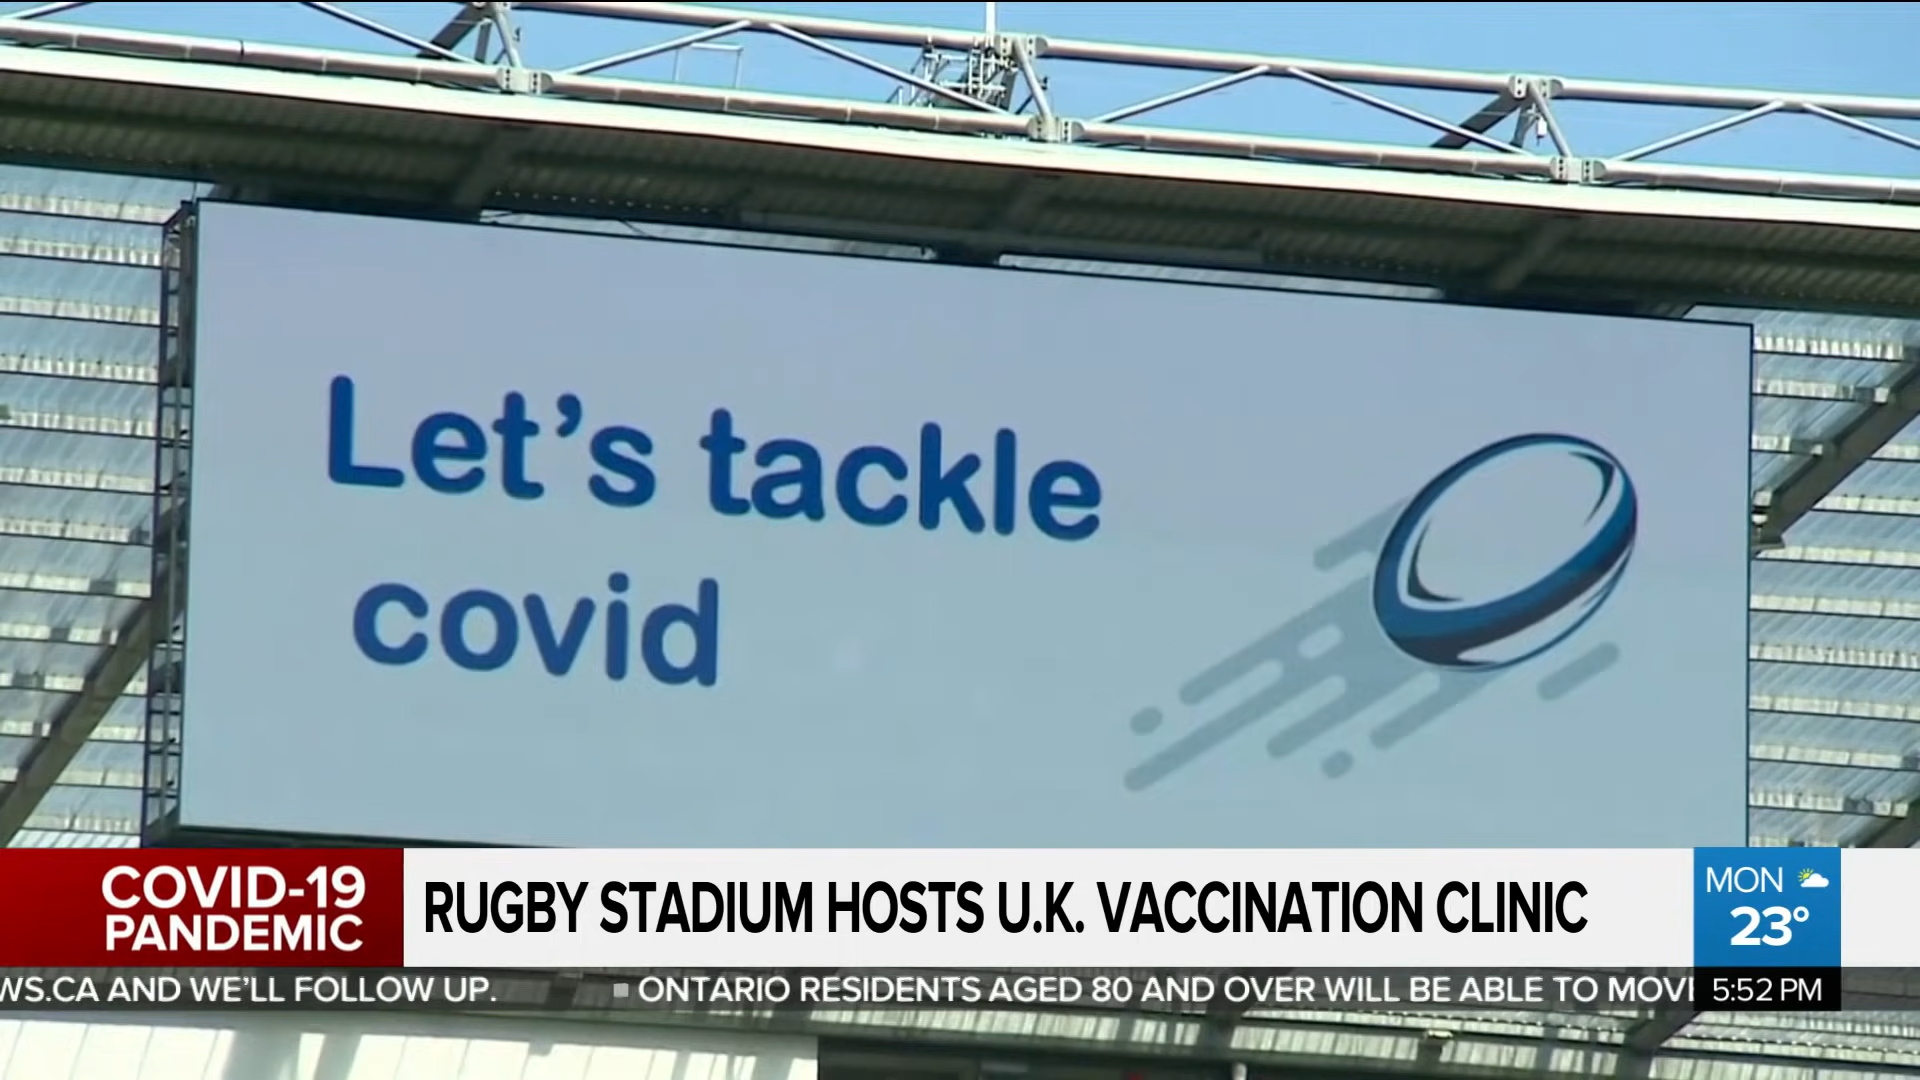 Let's tackle
covid
COVID-19
PANDEMIC
RUGBY STADIUM HOSTS U.K. VACCINATION CLINIC
MON
23°
WS.CA AND WE'LL FOLLOW UP. ONTARIO RESIDENTS AGED 80 AND OVER WILL BE ABLE TO MOV
5:52 PM